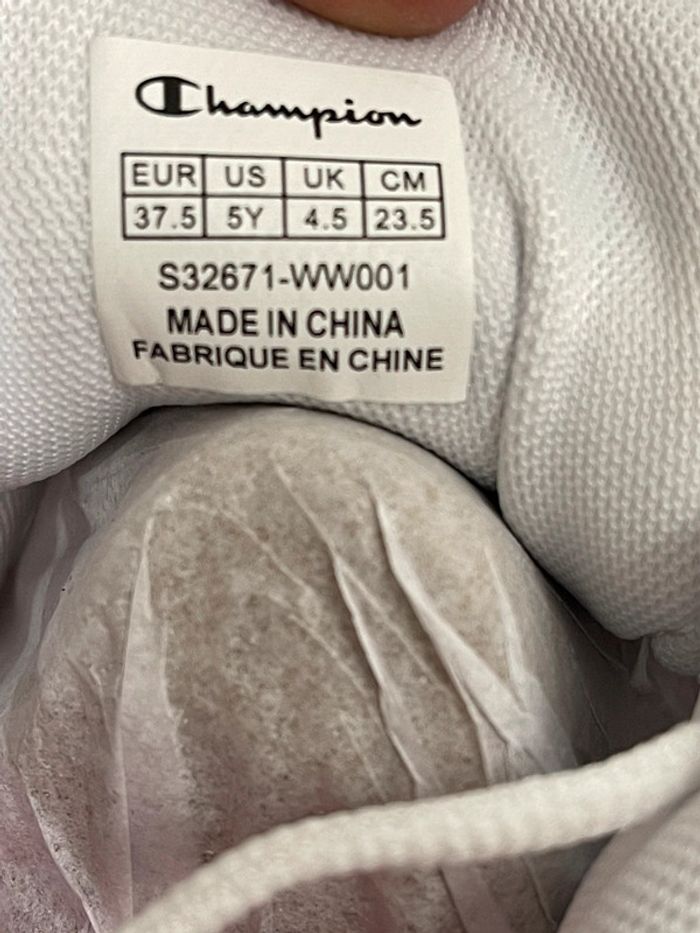 Champion
EUR US UK CM
37.5 5Y 4.5 23.5
S32671-WW001
MADE IN CHINA
FABRIQUE EN CHINE